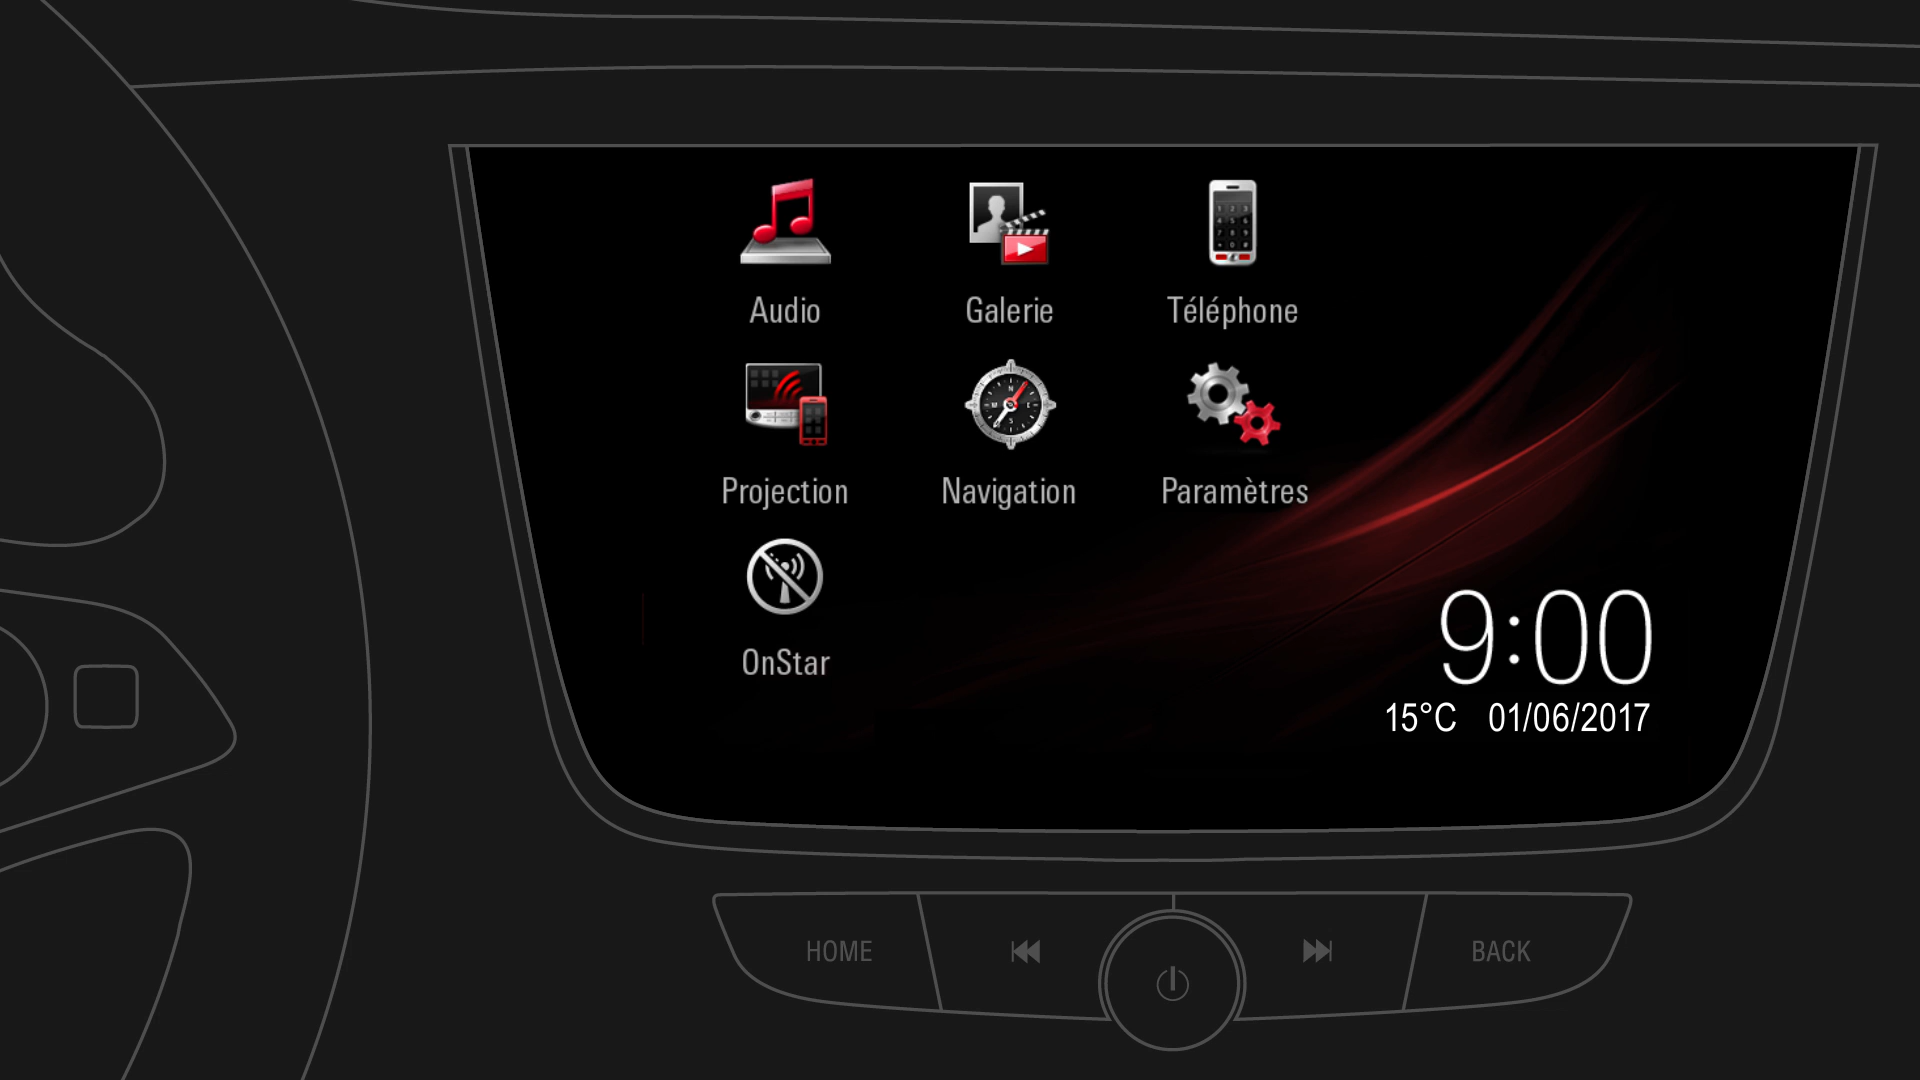 Audio
Galerie
Téléphone
Projection
Navigation
Paramètres
OnStar
9:00
15°C 01/06/2017
HOME
BACK